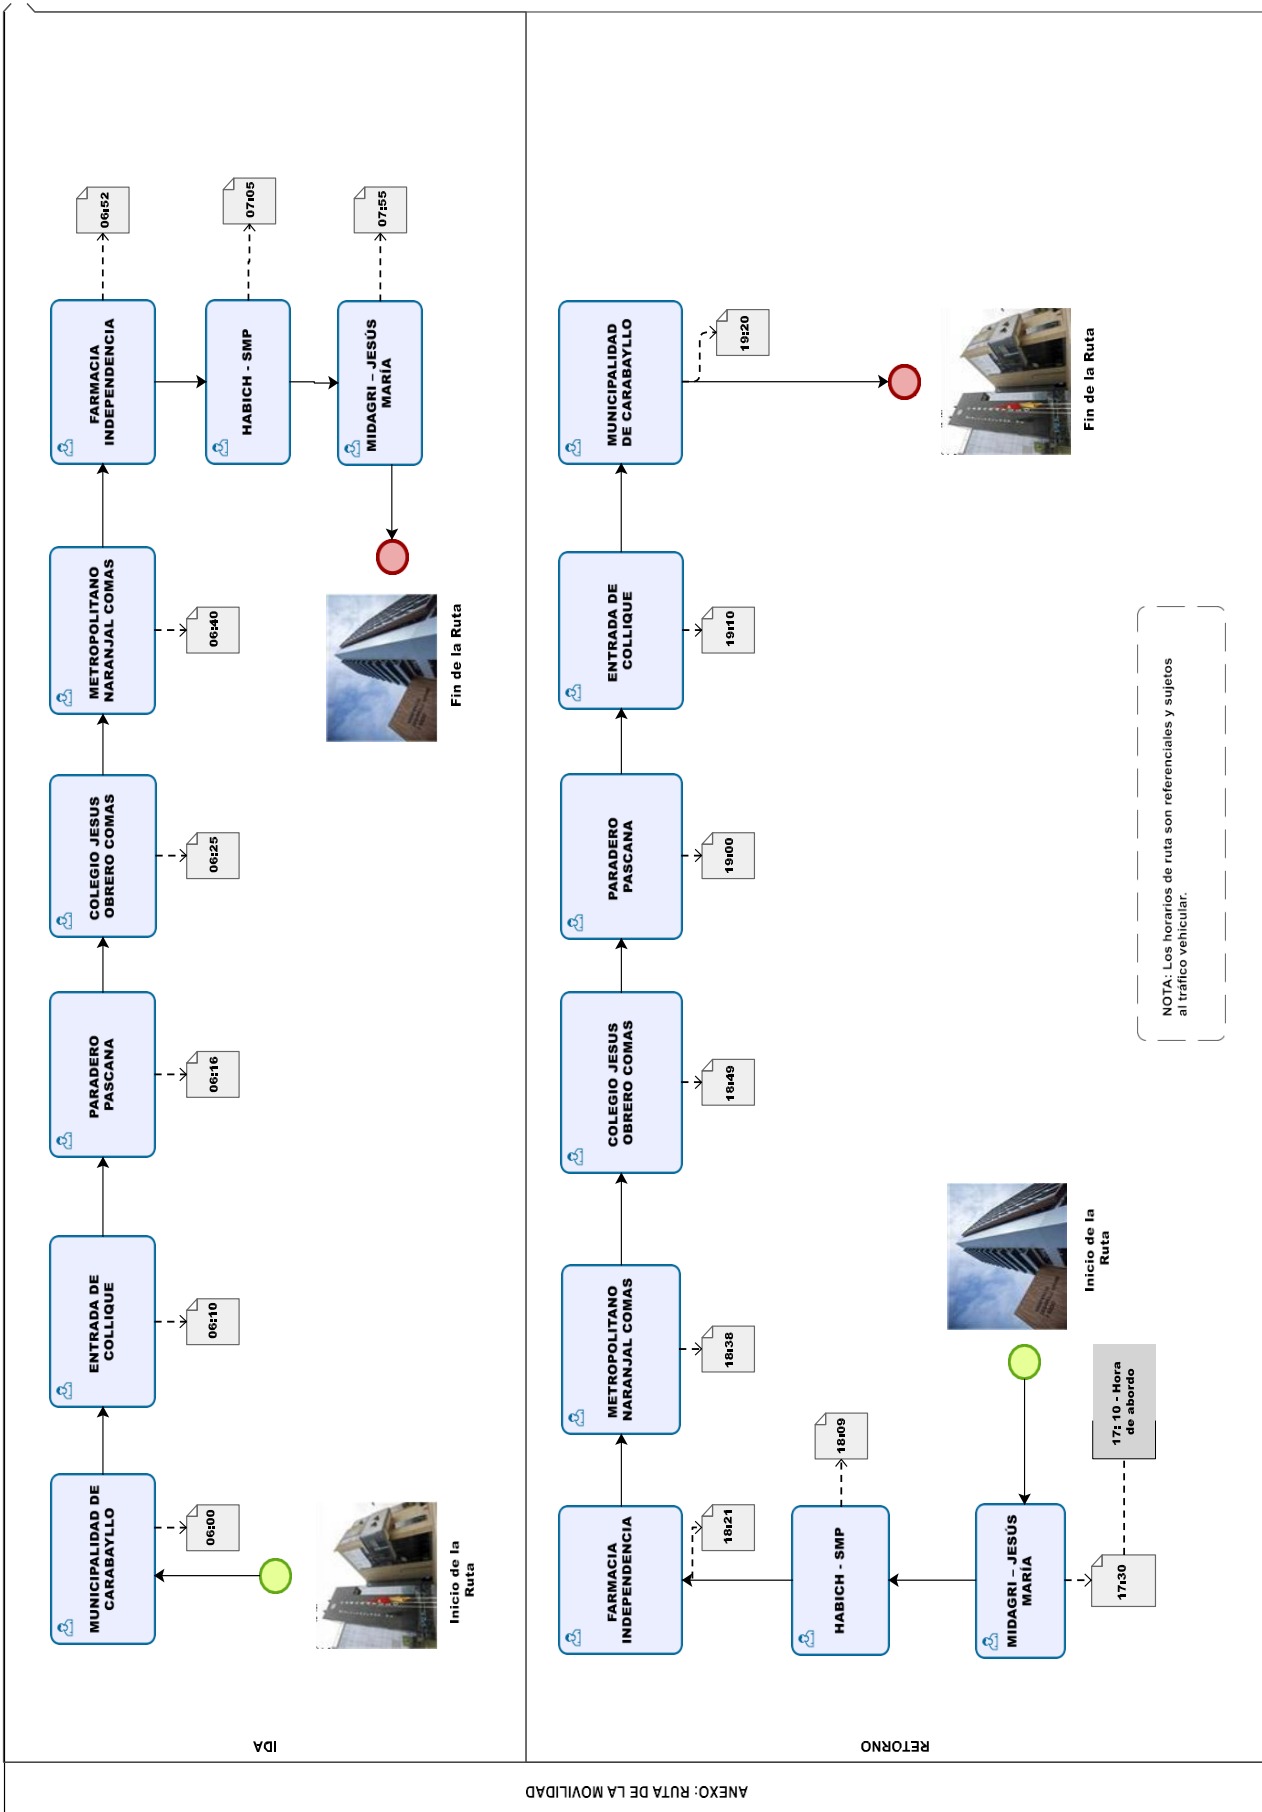 ANEXO: RUTA DE LA MOVILIDAD
IDA
MUNICIPALIDAD DE
CARABAYLLO
06:00
Inicio de la
Ruta
ENTRADA DE
COLLIQUE
06:10
PARADERO
PASCANA
06:16
COLEGIO JESUS
OBRERO COMAS
06:25
METROPOLITANO
NARANJAL COMAS
06:40
FARMACIA
INDEPENDENCIA
06:52
HABICH - SMP
07:05
MIDAGRI – JESÚS
MARÍA
07:55
Fin de la Ruta
RETORNO
Inicio de la
Ruta
MIDAGRI – JESÚS
MARÍA
17:30
17: 10 - Hora
de abordo
HABICH - SMP
18:09
FARMACIA
INDEPENDENCIA
18:21
METROPOLITANO
NARANJAL COMAS
18:38
COLEGIO JESUS
OBRERO COMAS
18:49
PARADERO
PASCANA
19:00
ENTRADA DE
COLLIQUE
19:10
MUNICIPALIDAD
DE CARABAYLLO
19:20
Fin de la Ruta
NOTA: Los horarios de ruta son referenciales y sujetos
al tráfico vehicular.